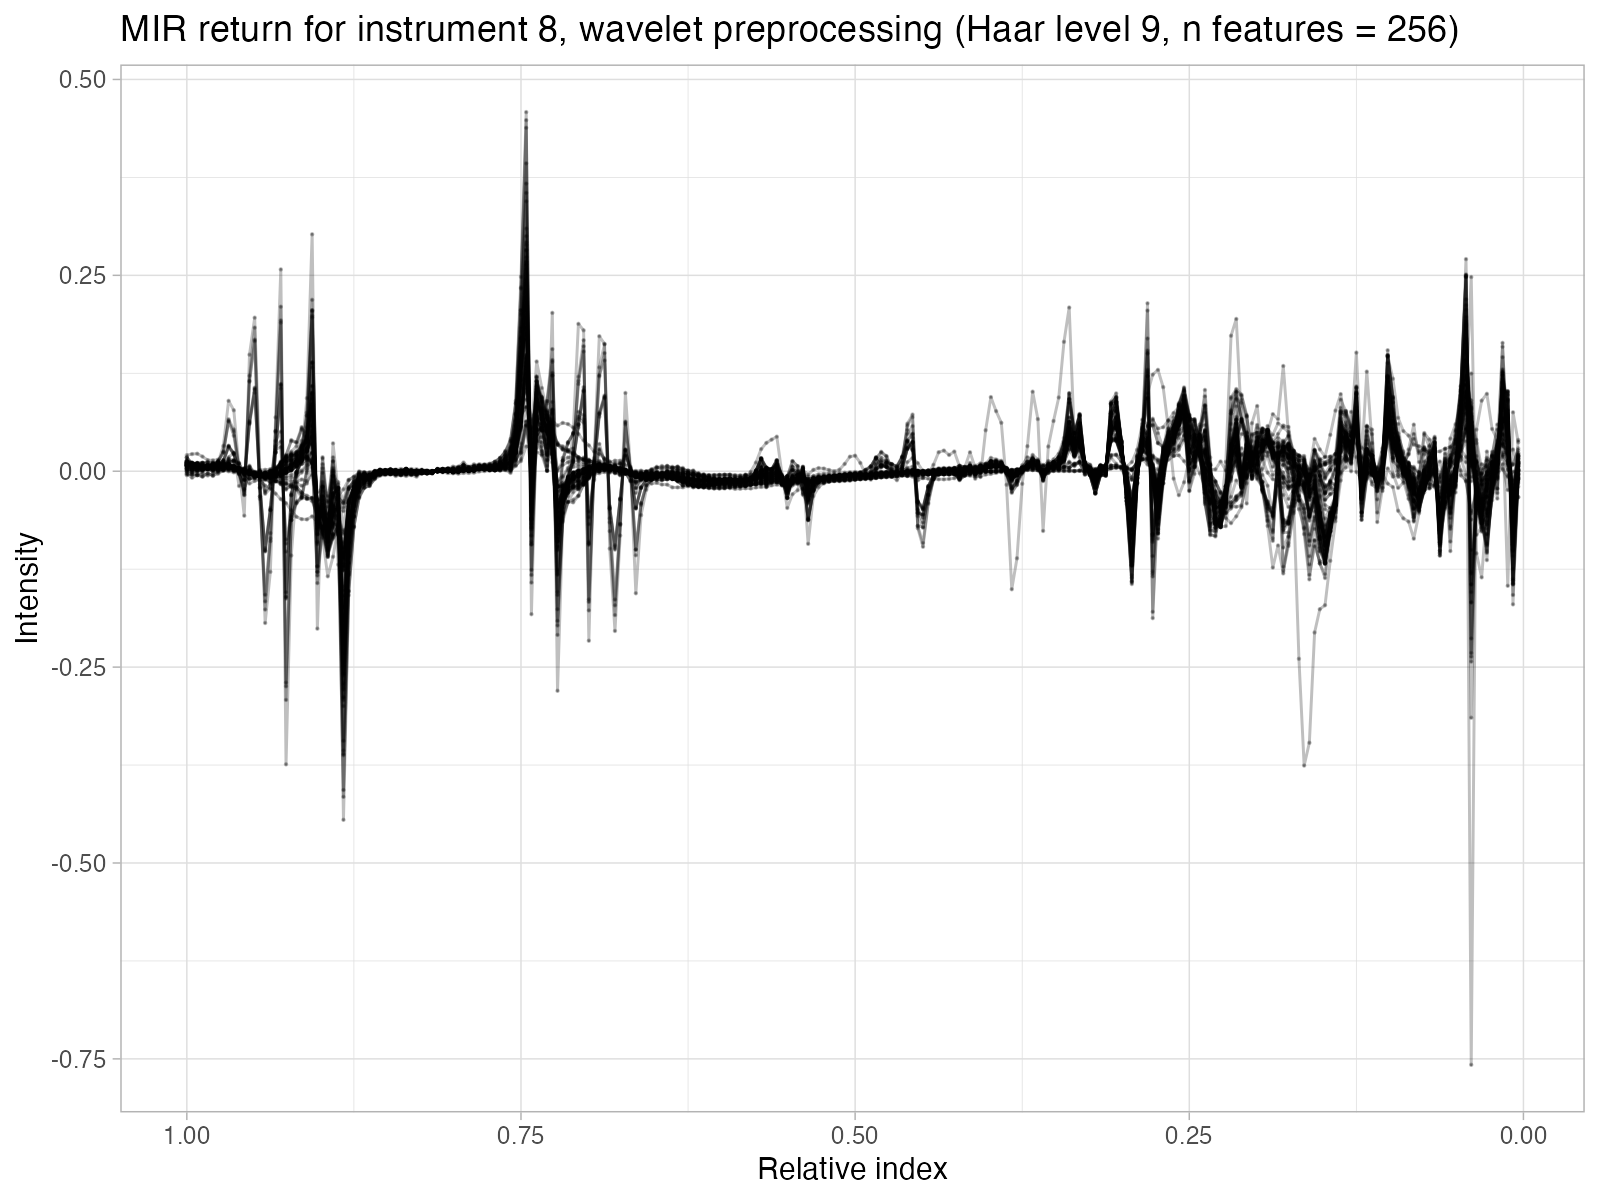 MIR return for instrument 8, wavelet preprocessing (Haar level 9, n features = 256)
0.50
0.25
0.00
-0.25
-0.50
-0.75
Intensity
1.00 0.75 0.50 0.25 0.00
Relative index